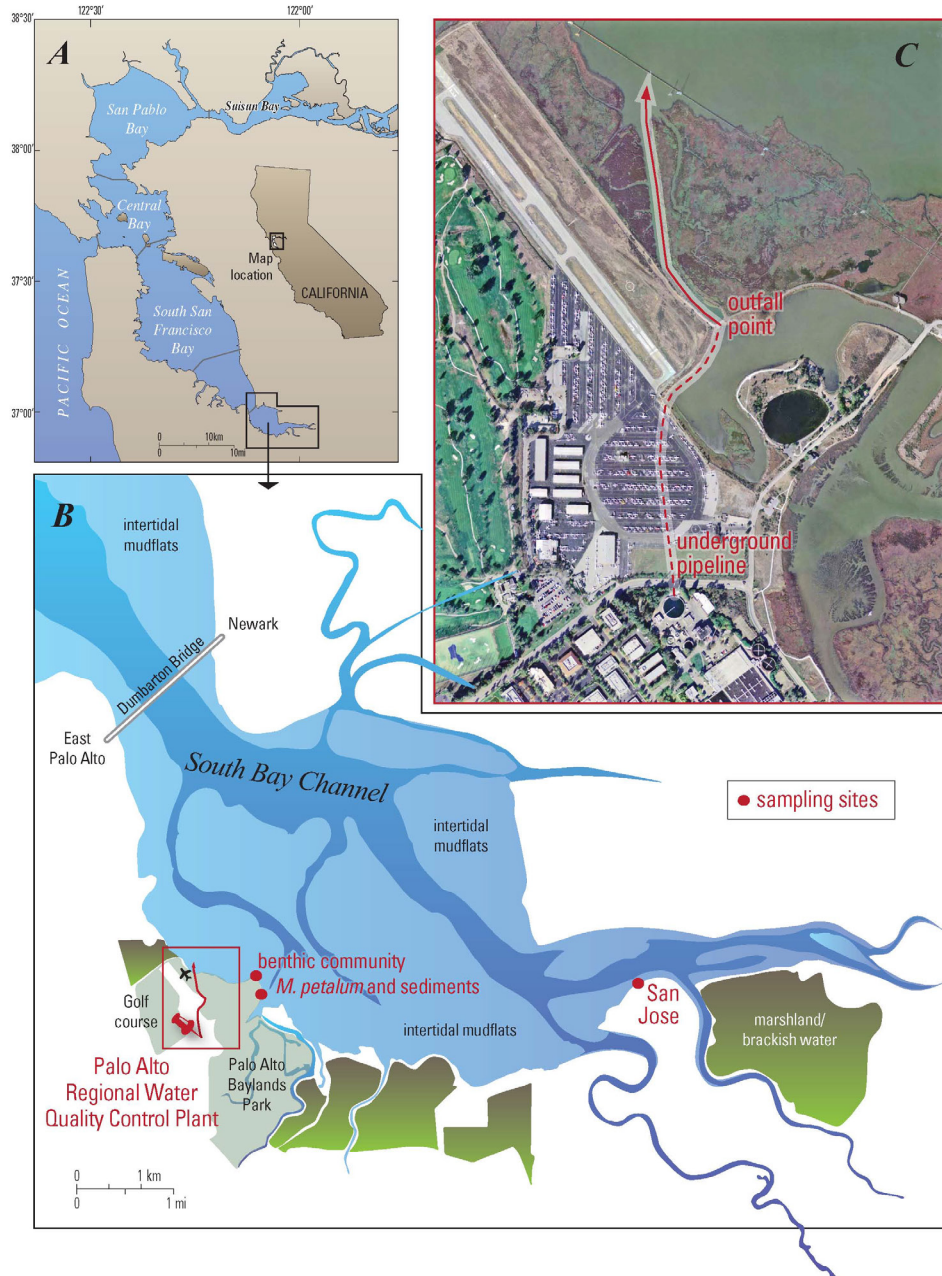 122°30'
122°00'
38°30'
38°00'
37°30'
37°00'
A
San Pablo
Bay
Suisun Bay
Central
Bay
Map
location
CALIFORNIA
South San
Francisco
Bay
PACIFIC OCEAN
0 10km
0 10mi
C
outfall
point
underground
pipeline
B
intertidal
mudflats
Newark
Dumbarton Bridge
East
Palo Alto
South Bay Channel
sampling sites
intertidal
mudflats
benthic community
M. petalum and sediments
Golf
course
San
Jose
intertidal mudflats
marshland/
brackish water
Palo Alto
Regional Water
Quality Control Plant
Palo Alto
Baylands
Park
0 1 km
0 1 mi